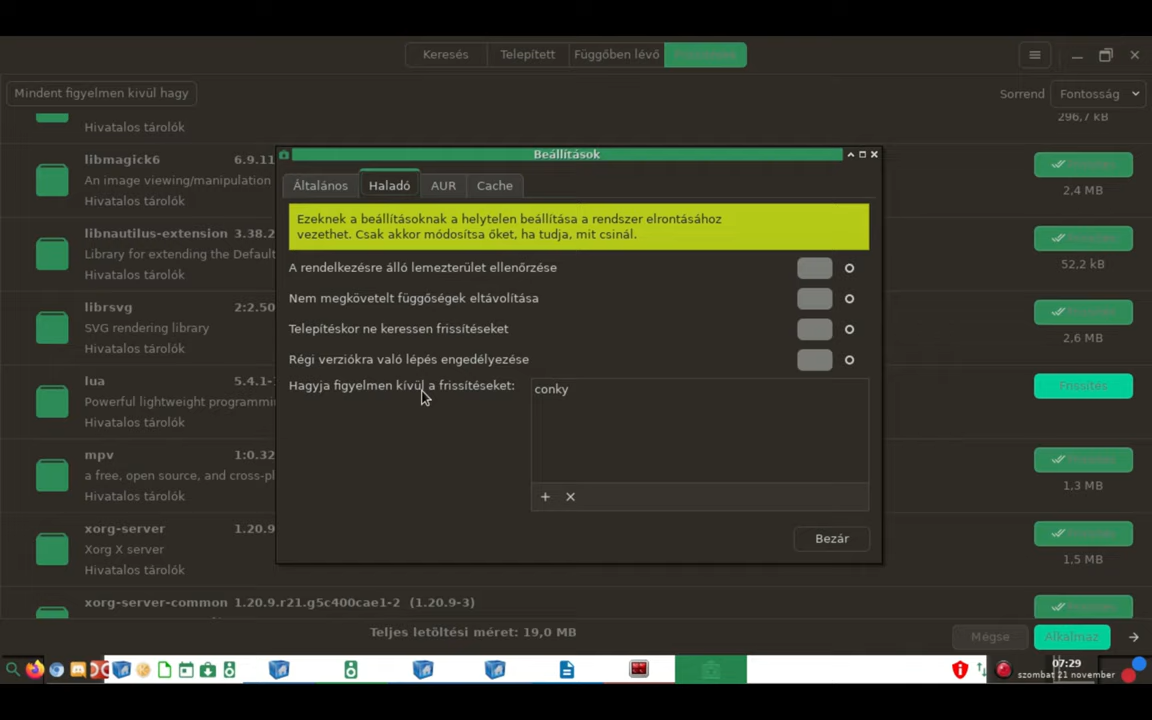 Keresés
Telepített
Függőben lévő
Mindent figyelmen kívül hagy
Sorrend
Fontosság
Hivatalos tárolók
296,7 kB
libmagick6 6.9.11
An image viewing/manipulation
Hivatalos tárolók
2,4 MB
libnautilus-extension 3.38.2
Library for extending the Default
Hivatalos tárolók
52,2 kB
librsvg 2:2.50
SVG rendering library
Hivatalos tárolók
2,6 MB
lua 5.4.1-
Powerful lightweight programmi
Hivatalos tárolók
Frissítés
mpv 1:0.32
a free, open source, and cross-pl
Hivatalos tárolók
1,3 MB
xorg-server 1.20.9
Xorg X server
Hivatalos tárolók
1,5 MB
xorg-server-common 1.20.9.r21.g5c400cae1-2 (1.20.9-3)
Beállítások
Általános
Haladó
AUR
Cache
Ezeknek a beállításoknak a helytelen beállítása a rendszer elrontásához
vezethet. Csak akkor módosítsa őket, ha tudja, mit csinál.
A rendelkezésre álló lemezterület ellenőrzése
Nem megkövetelt függőségek eltávolítása
Telepítéskor ne keressen frissítéseket
Régi verziókra való lépés engedélyezése
Hagyja figyelmen kívül a frissítéseket:
conky
Bezár
Teljes letöltési méret: 19,0 MB
Mégse
Alkalmaz
07:29
szombat 21 november